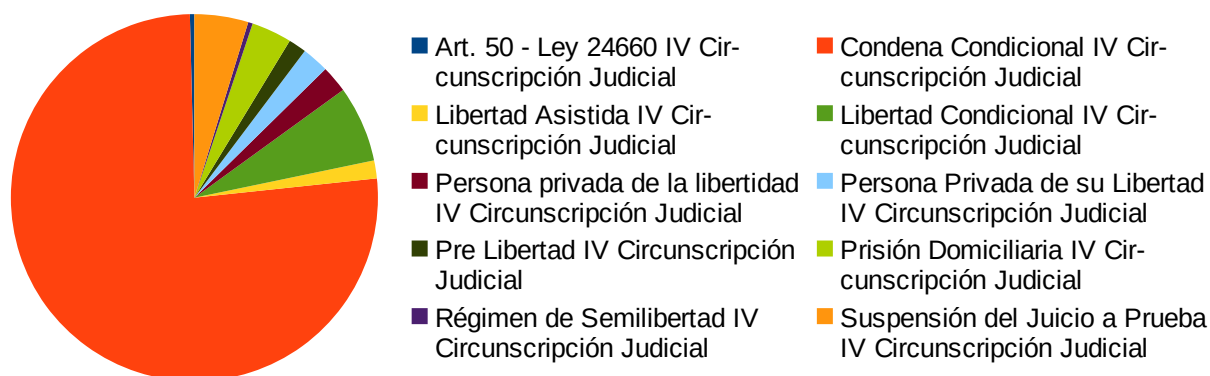 Art. 50 - Ley 24660 IV Cir-
cunscripción Judicial
Condena Condicional IV Cir-
cunscripción Judicial
Libertad Asistida IV Cir-
cunscripción Judicial
Libertad Condicional IV Cir-
cunscripción Judicial
Persona privada de la libertidad
IV Circunscripción Judicial
Persona Privada de su Libertad
IV Circunscripción Judicial
Pre Libertad IV Circunscripción
Judicial
Prisión Domiciliaria IV Cir-
cunscripción Judicial
Régimen de Semilibertad IV
Circunscripción Judicial
Suspensión del Juicio a Prueba
IV Circunscripción Judicial